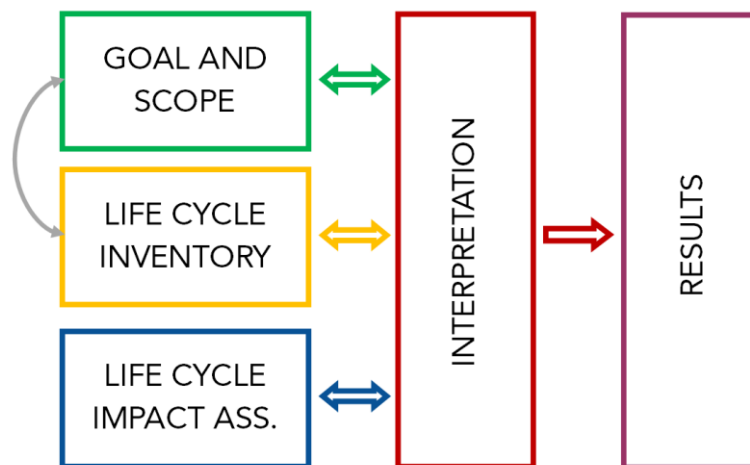 GOAL AND
SCOPE
LIFE CYCLE
INVENTORY
LIFE CYCLE
IMPACT ASS.
INTERPRETATION
RESULTS